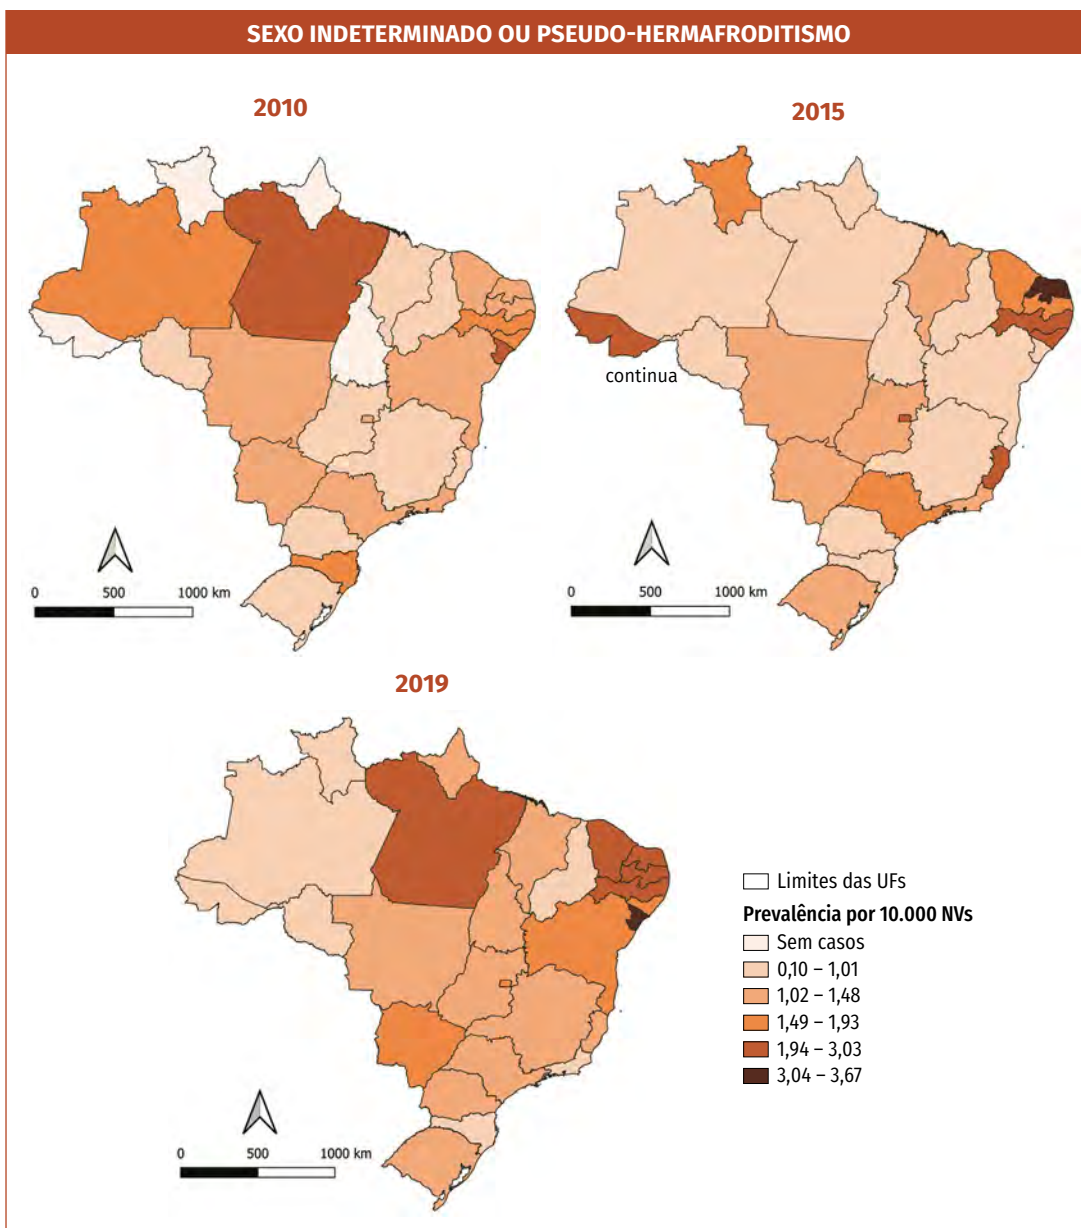 SEXO INDETERMINADO OU PSEUDO-HERMAFRODITISMO
2010
2015
continua
0 500 1000 km
0 500 1000 km
2019
0 500 1000 km
Limites das UFs
Prevalência por 10.000 NVs
Sem casos
0,10 – 1,01
1,02 – 1,48
1,49 – 1,93
1,94 – 3,03
3,04 – 3,67